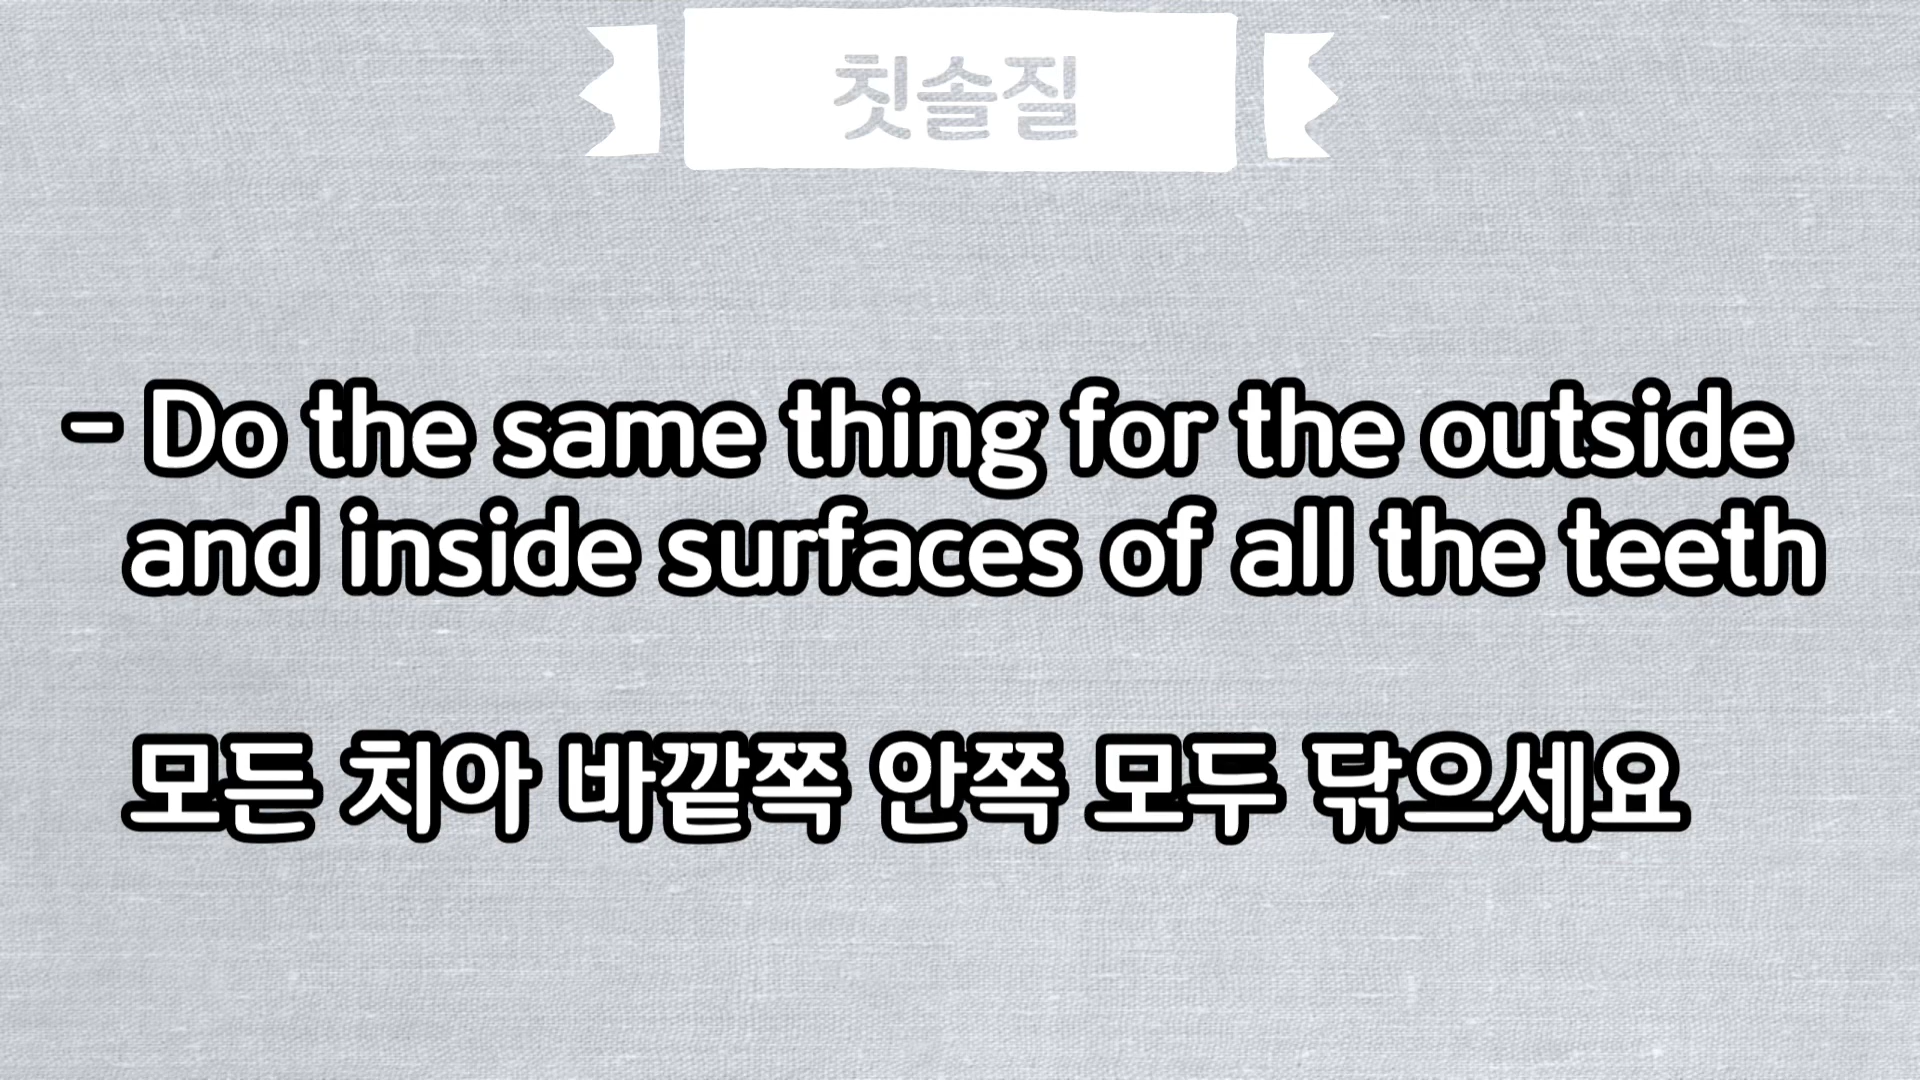 칫솔질
- Do the same thing for the outside
and inside surfaces of all the teeth
모든 치아 바깥쪽 안쪽 모두 닦으세요